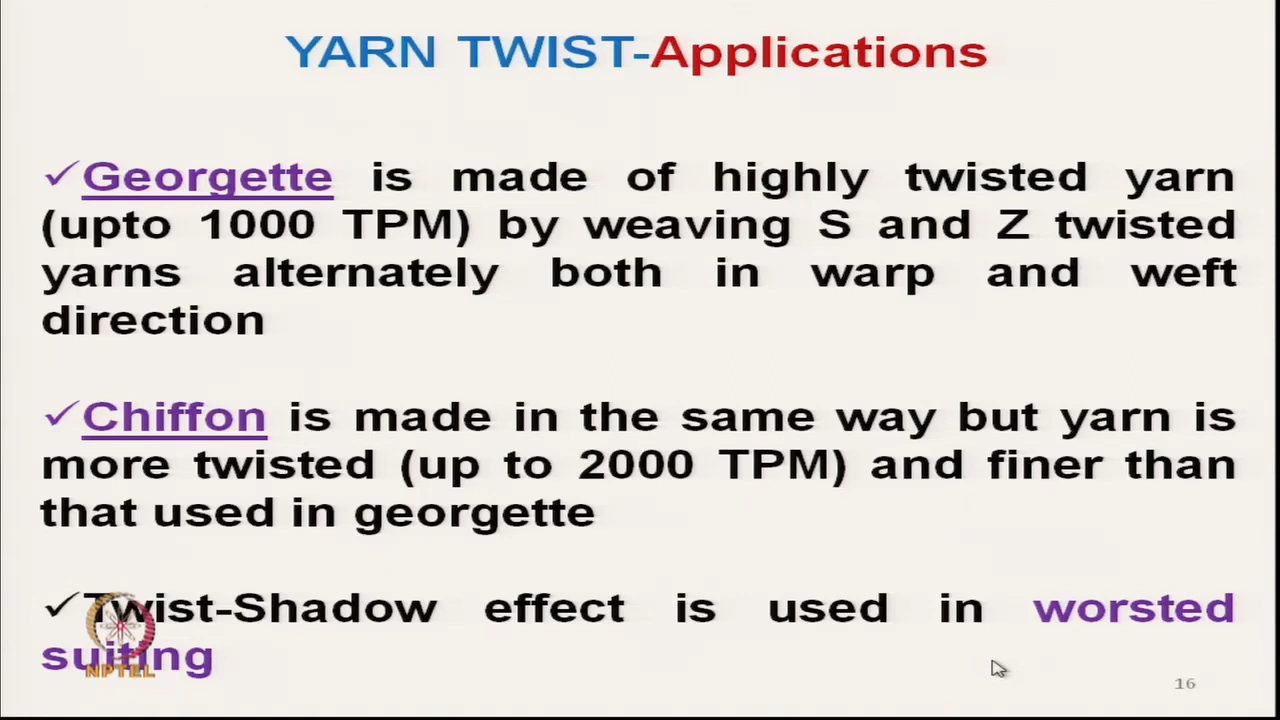 YARN TWIST-Applications
✓Georgette is made of highly twisted yarn
(upto 1000 TPM) by weaving S and Z twisted
yarns alternately both in warp and weft
direction
✓Chiffon is made in the same way but yarn is
more twisted (up to 2000 TPM) and finer than
that used in georgette
✓Twist-Shadow effect is used in worsted
suiting
NPTEL
16